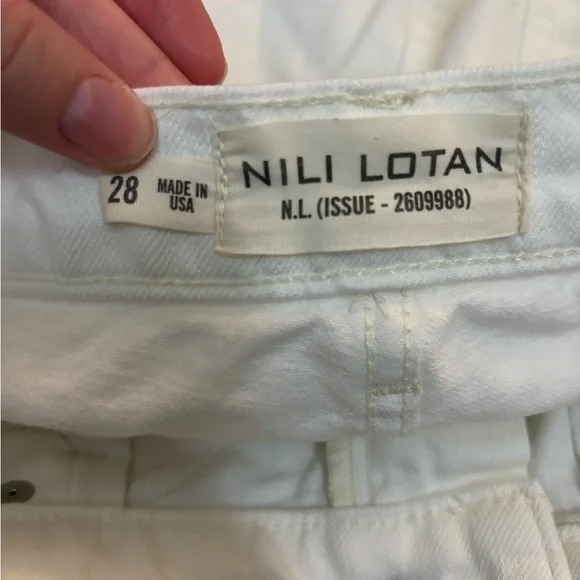 28
MADE IN
USA
NILI LOTAN
N.L. (ISSUE - 2609988)